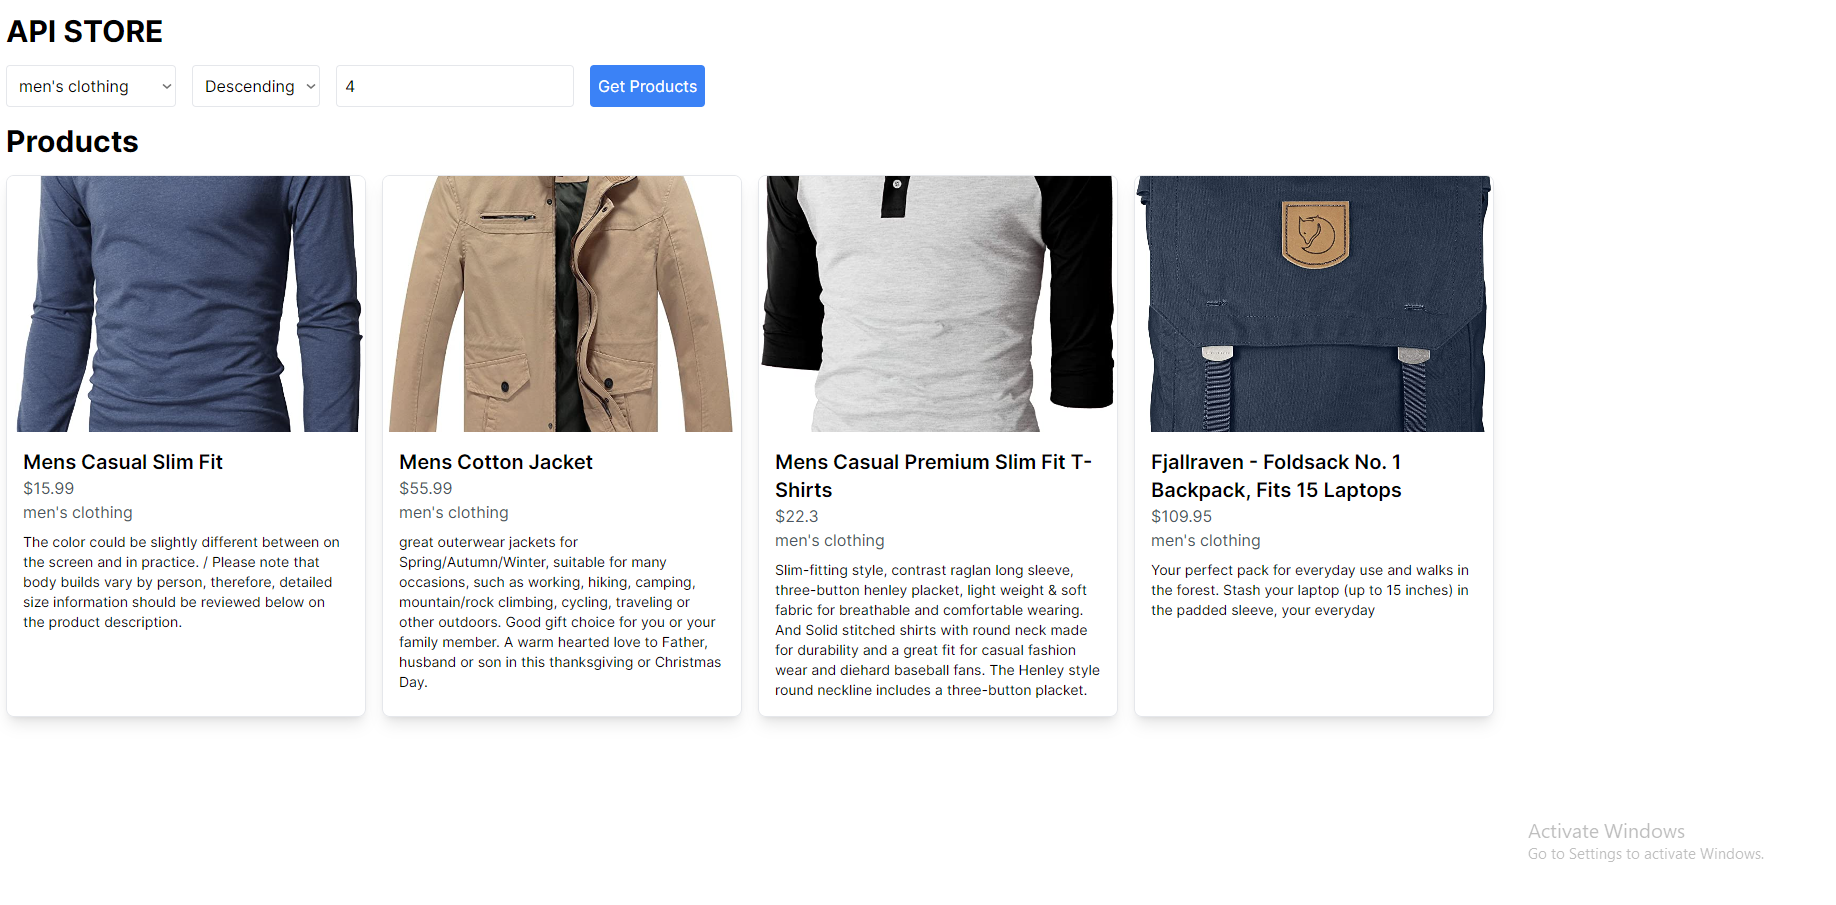 API STORE
men's clothing
Descending
4
Get Products
Products
Mens Casual Slim Fit
$15.99
men's clothing
The color could be slightly different between on
the screen and in practice. / Please note that
body builds vary by person, therefore, detailed
size information should be reviewed below on
the product description.
Mens Cotton Jacket
$55.99
men's clothing
great outerwear jackets for
Spring/Autumn/Winter, suitable for many
occasions, such as working, hiking, camping,
mountain/rock climbing, cycling, traveling or
other outdoors. Good gift choice for you or your
family member. A warm hearted love to Father,
husband or son in this thanksgiving or Christmas
Day.
Mens Casual Premium Slim Fit T-
Shirts
$22.3
men's clothing
Slim-fitting style, contrast raglan long sleeve,
three-button henley placket, light weight & soft
fabric for breathable and comfortable wearing.
And Solid stitched shirts with round neck made
for durability and a great fit for casual fashion
wear and diehard baseball fans. The Henley style
round neckline includes a three-button placket.
Fjallraven - Foldsack No. 1
Backpack, Fits 15 Laptops
$109.95
men's clothing
Your perfect pack for everyday use and walks in
the forest. Stash your laptop (up to 15 inches) in
the padded sleeve, your everyday
Activate Windows
Go to Settings to activate Windows.